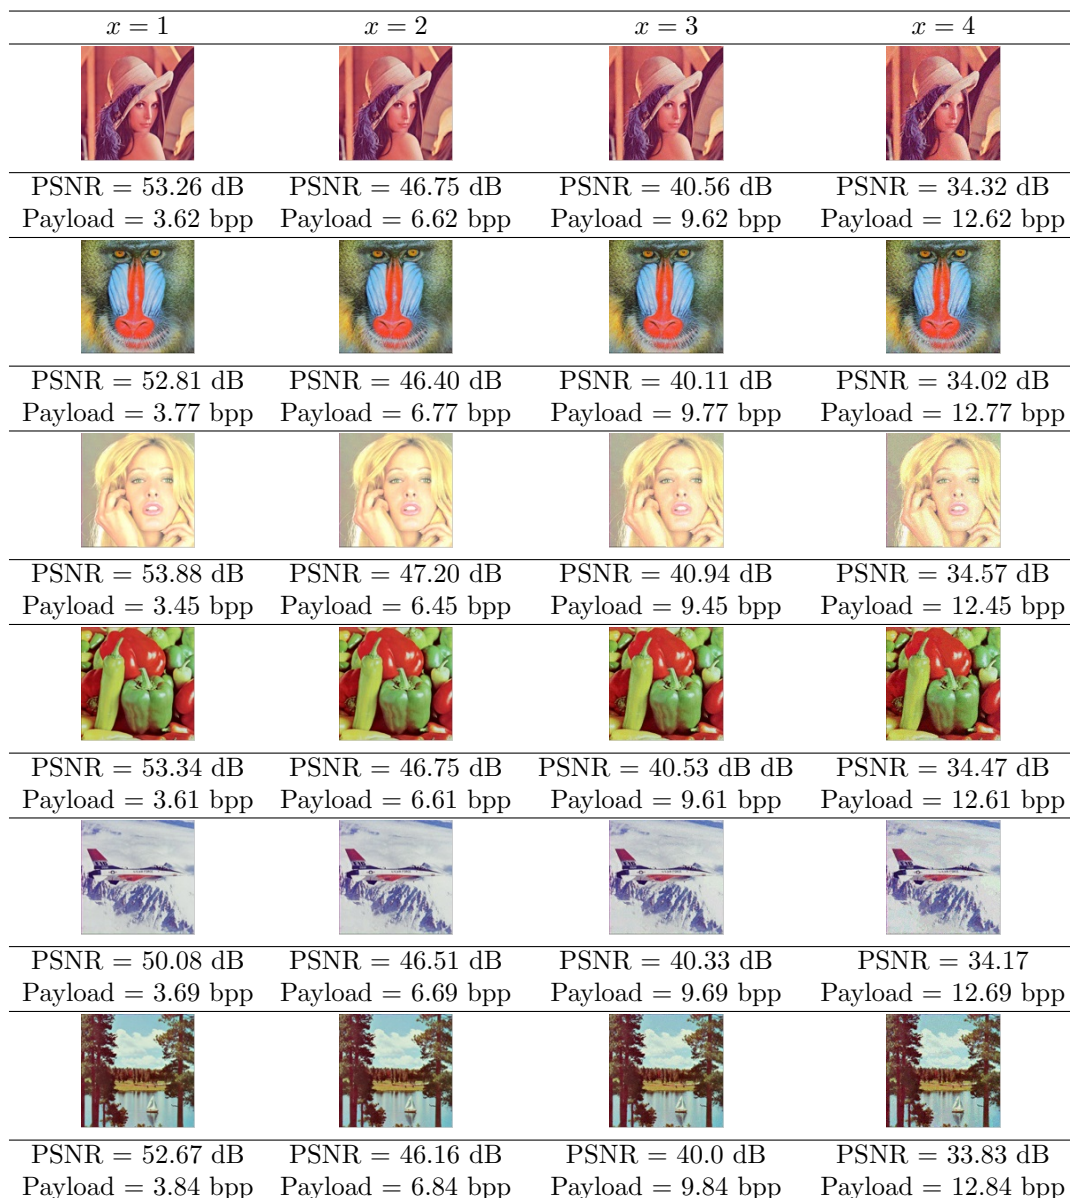 x = 1 x = 2 x = 3 x = 4
PSNR = 53.26 dB PSNR = 46.75 dB PSNR = 40.56 dB PSNR = 34.32 dB
Payload = 3.62 bpp Payload = 6.62 bpp Payload = 9.62 bpp Payload = 12.62 bpp
PSNR = 52.81 dB PSNR = 46.40 dB PSNR = 40.11 dB PSNR = 34.02 dB
Payload = 3.77 bpp Payload = 6.77 bpp Payload = 9.77 bpp Payload = 12.77 bpp
PSNR = 53.88 dB PSNR = 47.20 dB PSNR = 40.94 dB PSNR = 34.57 dB
Payload = 3.45 bpp Payload = 6.45 bpp Payload = 9.45 bpp Payload = 12.45 bpp
PSNR = 53.34 dB PSNR = 46.75 dB PSNR = 40.53 dB dB PSNR = 34.47 dB
Payload = 3.61 bpp Payload = 6.61 bpp Payload = 9.61 bpp Payload = 12.61 bpp
PSNR = 50.08 dB PSNR = 46.51 dB PSNR = 40.33 dB PSNR = 34.17
Payload = 3.69 bpp Payload = 6.69 bpp Payload = 9.69 bpp Payload = 12.69 bpp
PSNR = 52.67 dB PSNR = 46.16 dB PSNR = 40.0 dB PSNR = 33.83 dB
Payload = 3.84 bpp Payload = 6.84 bpp Payload = 9.84 bpp Payload = 12.84 bpp